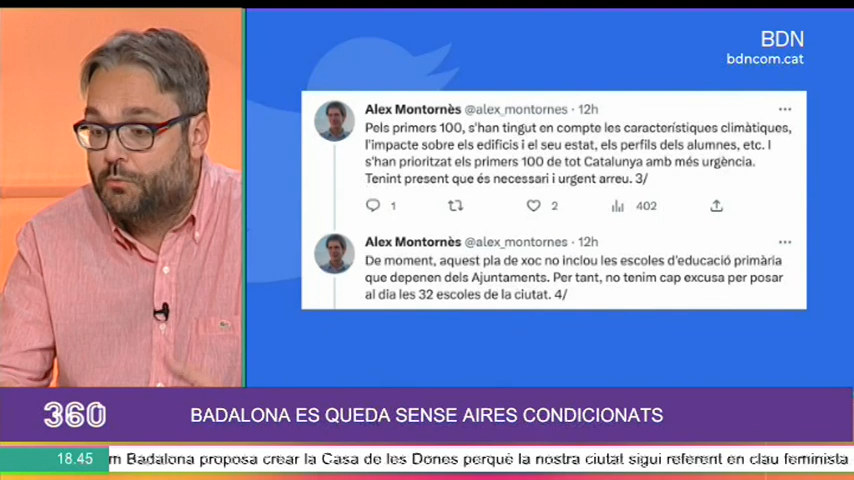 BDN
bdncom.cat
Alex Montornès @alex_montornes · 12h
Pels primers 100, s'han tingut en compte les característiques climàtiques,
l'impacte sobre els edificis i el seu estat, els perfils dels alumnes, etc. I
s'han prioritzat els primers 100 de tot Catalunya amb més urgència.
Tenint present que és necessari i urgent arreu. 3/
1 2 402
Alex Montornès @alex_montornes · 12h
De moment, aquest pla de xoc no inclou les escoles d'educació primària
que depenen dels Ajuntaments. Per tant, no tenim cap excusa per posar
al dia les 32 escoles de la ciutat. 4/
360 BADALONA ES QUEDA SENSE AIRES CONDICIONATS
18.45 m Badalona proposa crear la Casa de les Dones perquè la nostra ciutat sigui referent en clau feminista